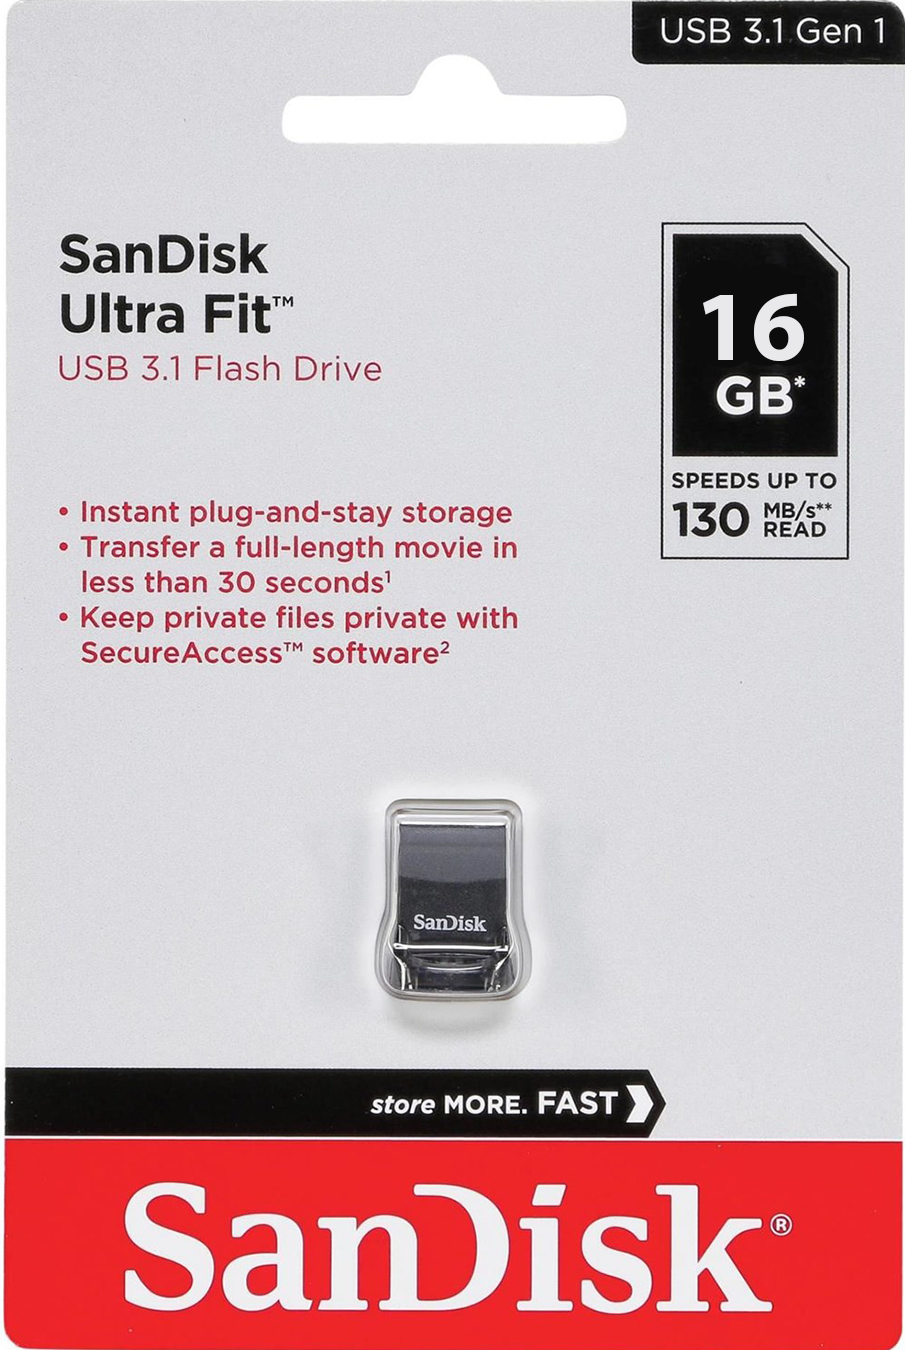 USB 3.1 Gen 1
SanDisk
Ultra Fit™
USB 3.1 Flash Drive
16
GB*
SPEEDS UP TO
130 MB/s**
READ
• Instant plug-and-stay storage
• Transfer a full-length movie in
less than 30 seconds¹
• Keep private files private with
SecureAccess™ software²
SanDisk
store MORE. FAST
SanDisk®